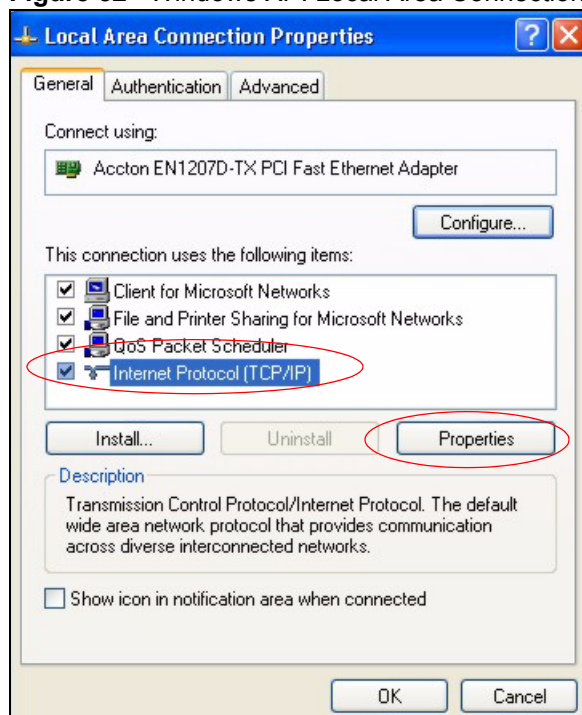 Local Area Connection Properties
General Authentication Advanced
Connect using:
Accton EN1207D-TX PCI Fast Ethernet Adapter
Configure...
This connection uses the following items:
Client for Microsoft Networks
File and Printer Sharing for Microsoft Networks
QoS Packet Scheduler
Internet Protocol (TCP/IP)
Install... Uninstall Properties
Description
Transmission Control Protocol/Internet Protocol. The default
wide area network protocol that provides communication
across diverse interconnected networks.
Show icon in notification area when connected
OK Cancel